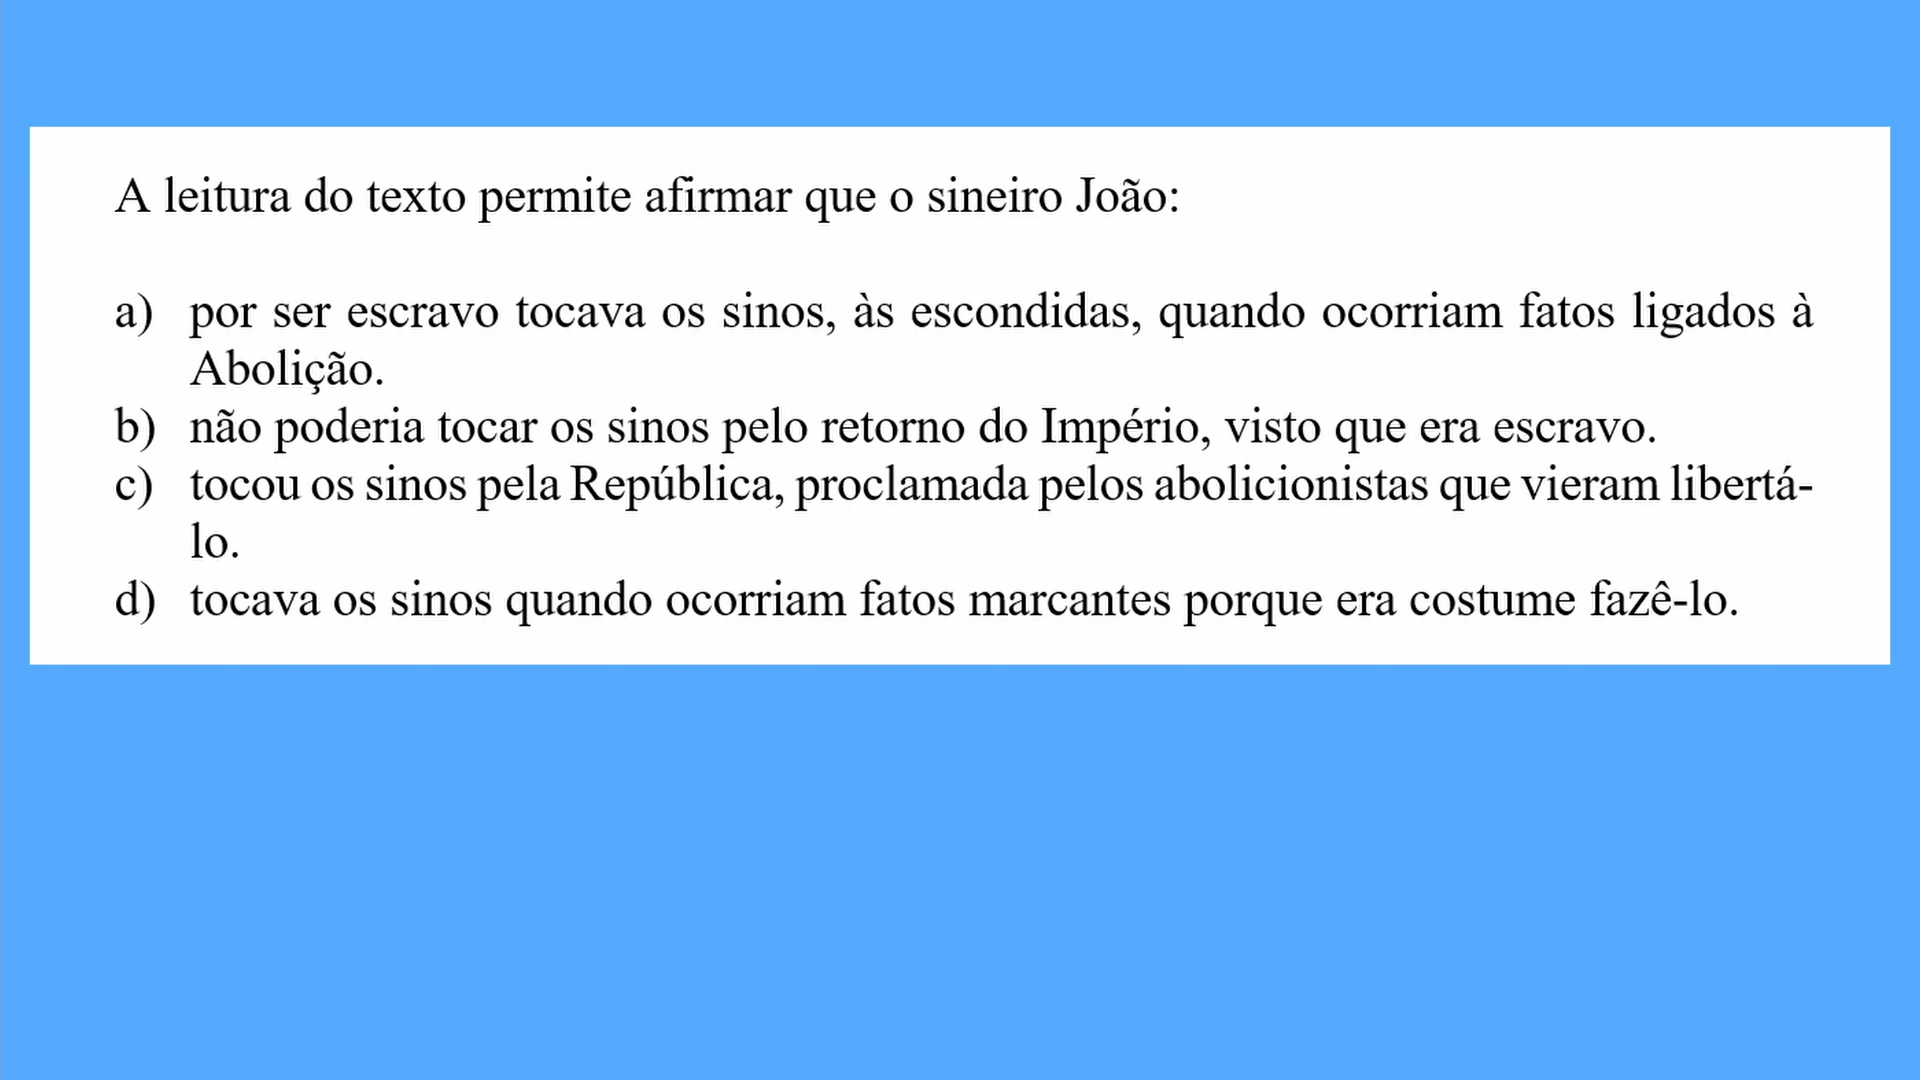 A leitura do texto permite afirmar que o sineiro João:
a) por ser escravo tocava os sinos, às escondidas, quando ocorriam fatos ligados à
Abolição.
b) não poderia tocar os sinos pelo retorno do Império, visto que era escravo.
c) tocou os sinos pela República, proclamada pelos abolicionistas que vieram libertá-
lo.
d) tocava os sinos quando ocorriam fatos marcantes porque era costume fazê-lo.